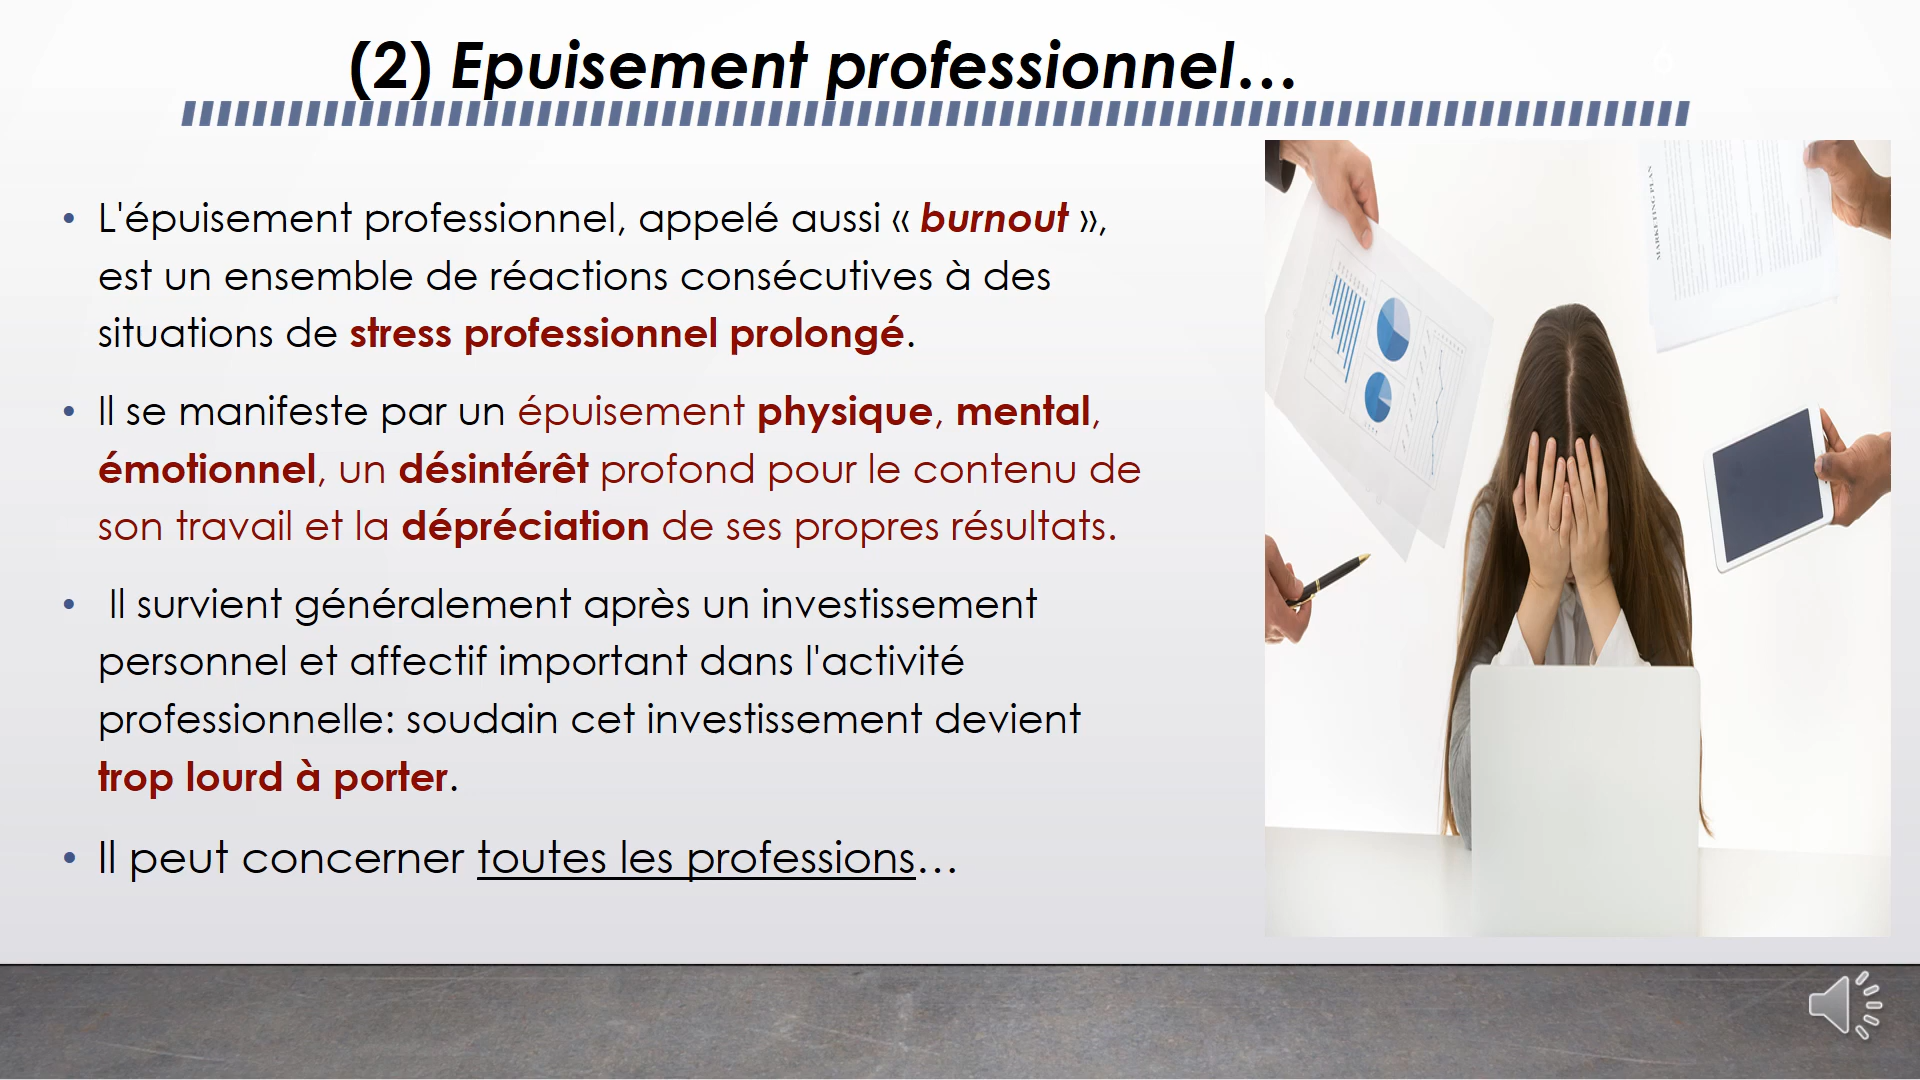 (2) Epuisement professionnel…
• L'épuisement professionnel, appelé aussi « burnout »,
est un ensemble de réactions consécutives à des
situations de stress professionnel prolongé.
• Il se manifeste par un épuisement physique, mental,
émotionnel, un désintérêt profond pour le contenu de
son travail et la dépréciation de ses propres résultats.
• Il survient généralement après un investissement
personnel et affectif important dans l'activité
professionnelle: soudain cet investissement devient
trop lourd à porter.
• Il peut concerner toutes les professions…
MARKETING PLAN